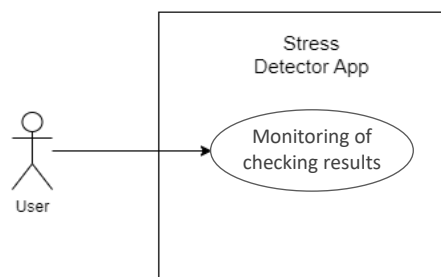 Stress
Detector App
Monitoring of
checking results
User